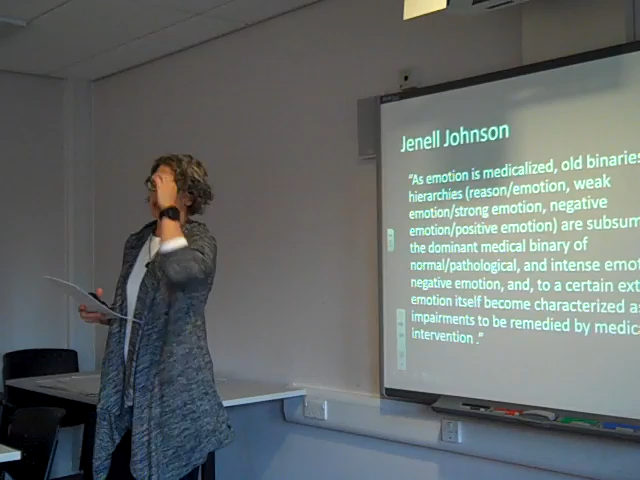 Jenell Johnson
"As emotion is medicalized, old binaries
hierarchies (reason/emotion, weak
emotion/strong emotion, negative
emotion/positive emotion) are subsum
the dominant medical binary of
normal/pathological, and intense emot
negative emotion, and, to a certain ext
emotion itself become characterized as
impairments to be remedied by medic
intervention."